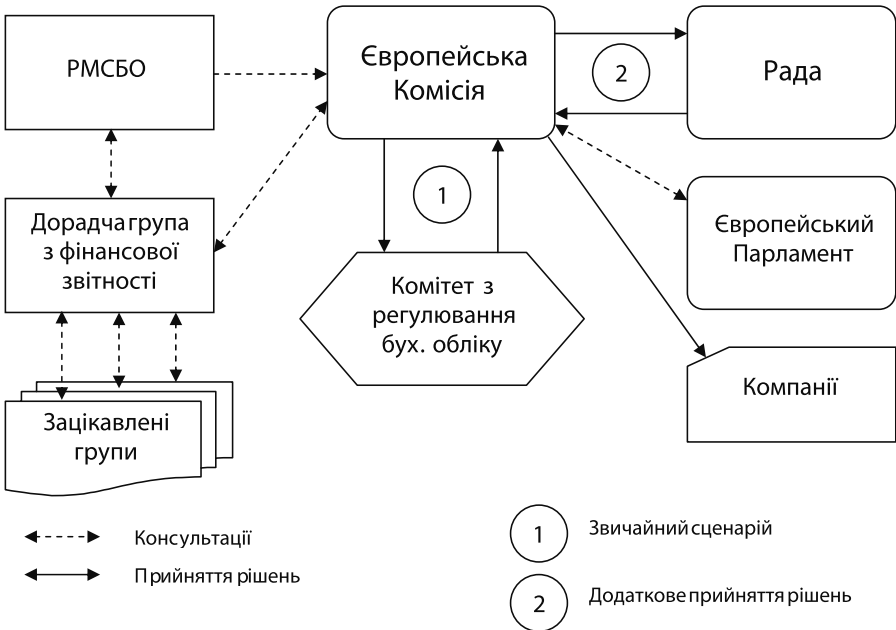 РМСБО
Європейська
Комісія
2
Рада
1
Дорадча група
з фінансової
звітності
Європейський
Парламент
Комітет з
регулювання
бух. обліку
Компанії
Зацікавлені
групи
Консультації
Прийняття рішень
1
Звичайний сценарій
2
Додаткове прийняття рішень